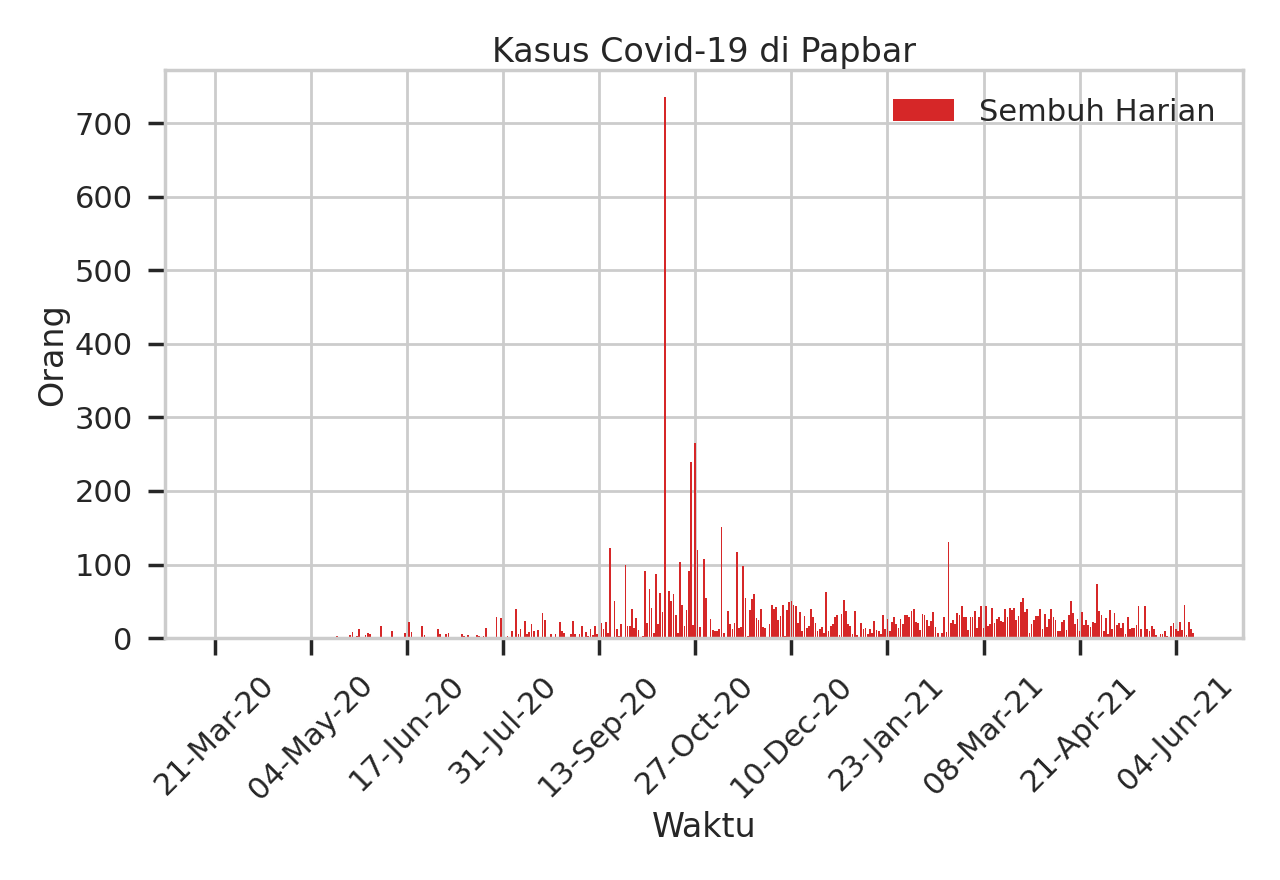 Kasus Covid-19 di Papbar
Sembuh Harian
Orang
700
600
500
400
300
200
100
0
21-Mar-20
04-May-20
17-Jun-20
31-Jul-20
13-Sep-20
27-Oct-20
10-Dec-20
23-Jan-21
08-Mar-21
21-Apr-21
04-Jun-21
Waktu